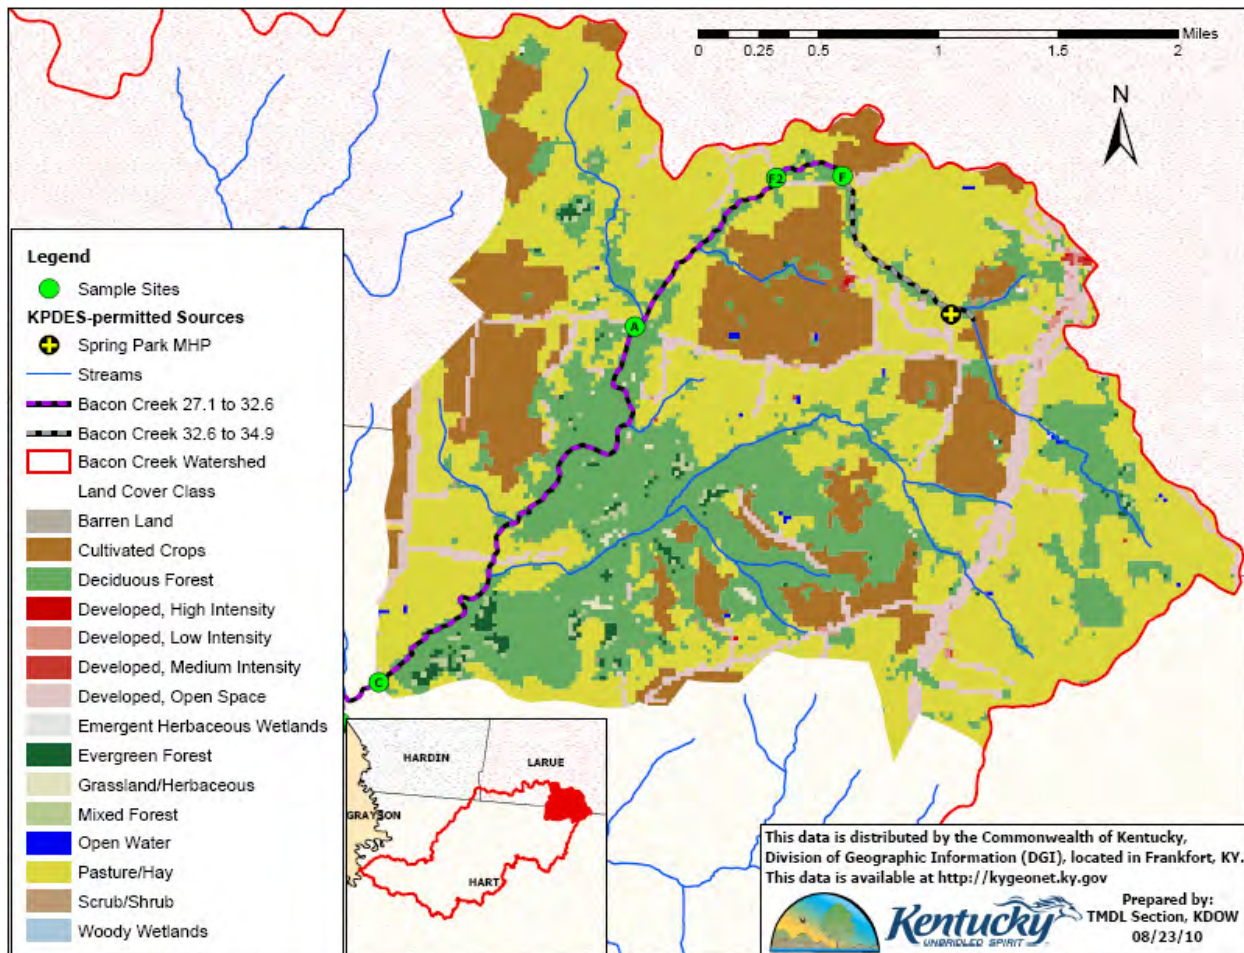 Miles
0 0.25 0.5 1 1.5 2
N
F2
F
A
C
Legend
Sample Sites
KPDES-permitted Sources
Spring Park MHP
Streams
Bacon Creek 27.1 to 32.6
Bacon Creek 32.6 to 34.9
Bacon Creek Watershed
Land Cover Class
Barren Land
Cultivated Crops
Deciduous Forest
Developed, High Intensity
Developed, Low Intensity
Developed, Medium Intensity
Developed, Open Space
Emergent Herbaceous Wetlands
Evergreen Forest
Grassland/Herbaceous
Mixed Forest
Open Water
Pasture/Hay
Scrub/Shrub
Woody Wetlands
HARDIN
LARUE
GRAYSON
HART
This data is distributed by the Commonwealth of Kentucky,
Division of Geographic Information (DGI), located in Frankfort, KY.
This data is available at http://kygeonet.ky.gov
Kentucky
UNBRIDLED SPIRIT
Prepared by:
TMDL Section, KDOW
08/23/10